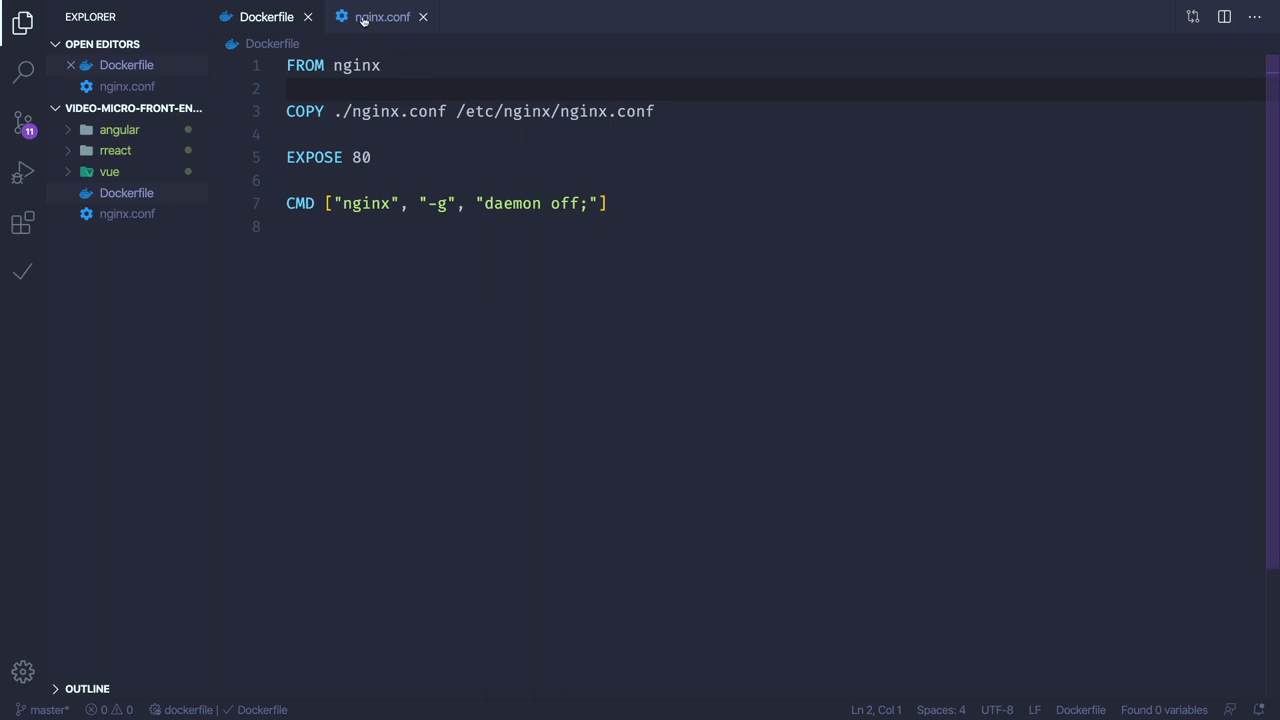 EXPLORER
Dockerfile
nginx.conf
OPEN EDITORS
Dockerfile
nginx.conf
VIDEO-MICRO-FRONT-EN...
angular
rreact
vue
Dockerfile
nginx.conf
11
OUTLINE
Dockerfile
1 FROM nginx
2
3 COPY ./nginx.conf /etc/nginx/nginx.conf
4
5 EXPOSE 80
6
7 CMD ["nginx", "-g", "daemon off;"]
8
master* 0 0 dockerfile | Dockerfile Ln 2, Col 1 Spaces: 4 UTF-8 LF Dockerfile Found 0 variables